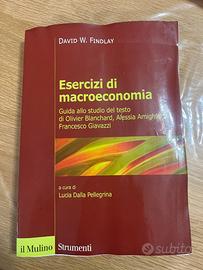 DAVID W. FINDLAY
Esercizi di
macroeconomia
Guida allo studio del testo
di Olivier Blanchard, Alessia Amighini,
Francesco Giavazzi
a cura di
Lucia Dalla Pellegrina
il Mulino Strumenti
subito